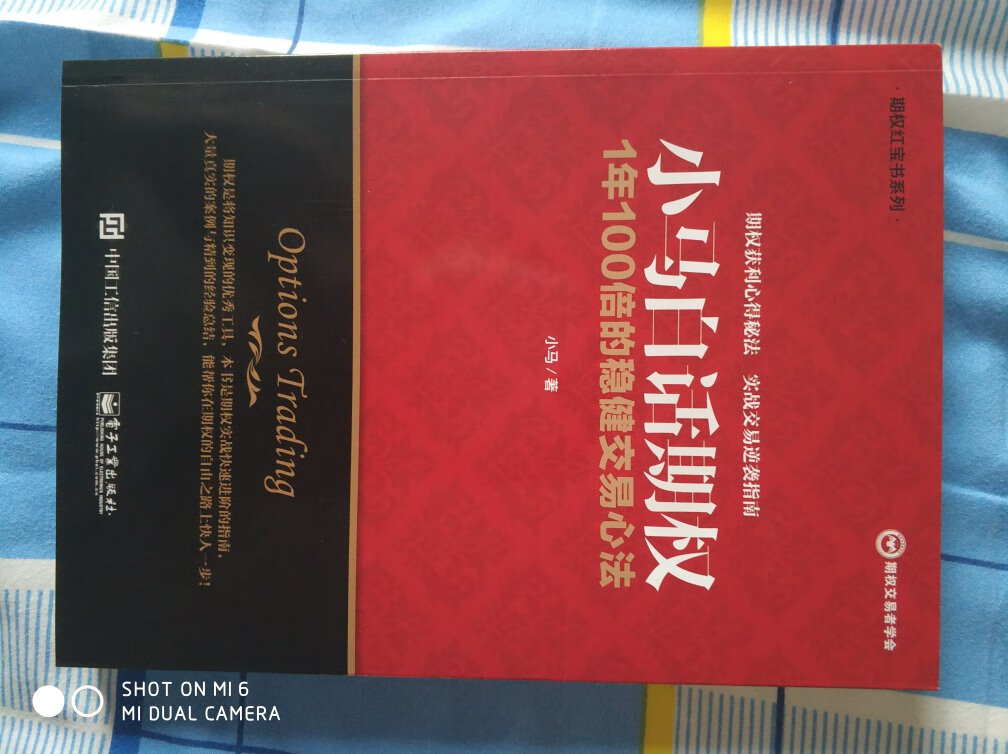 ·期权红宝书系列·
期权交易者学会
期权获利心得秘法 实战交易逆袭指南
小马白话期权
1年100倍的稳健交易心法
小马/著
Options Trading
期权是将知识变现的优秀工具，本书是期权实战快速进阶的指南，
大量真实的案例与精到的经验总结，能帮你在期权的自由之路上快人一步！
中国工信出版集团
电子工业出版社·
PUBLISHING HOUSE OF ELECTRONICS INDUSTRY
SHOT ON MI 6
MI DUAL CAMERA